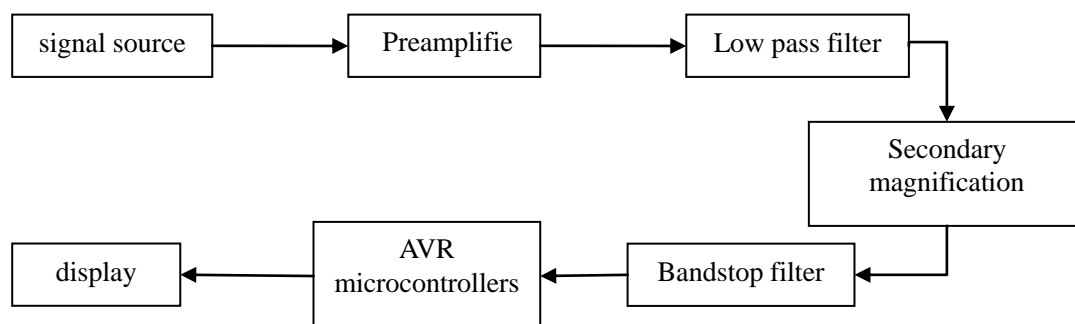 signal source
Preamplifie
Low pass filter
Secondary
magnification
Bandstop filter
AVR
microcontrollers
display